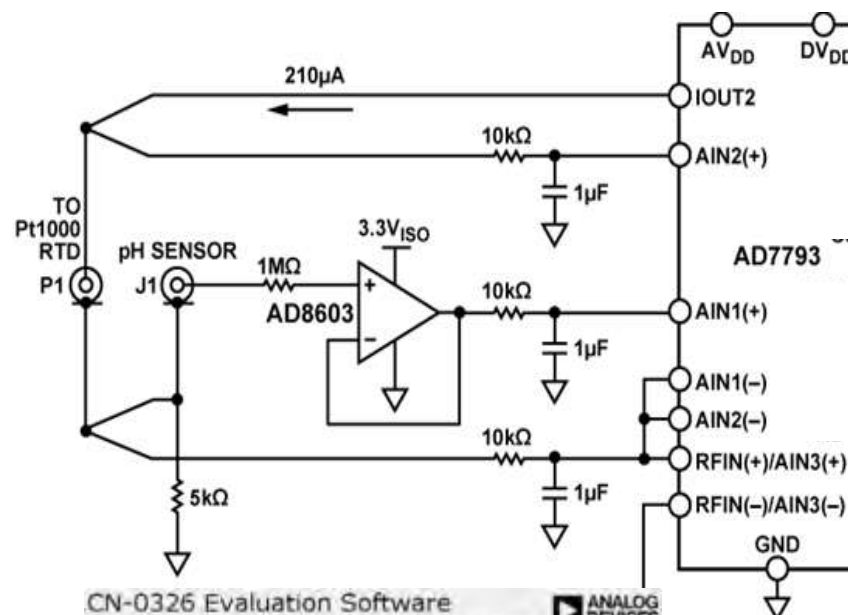 AVDD DVDD
210µA
IOUT2
10kΩ
AIN2(+)
1µF
TO
Pt1000
RTD
pH SENSOR
3.3VISO
AD7793
P1
J1
1MΩ
10kΩ
AD8603
+
AIN1(+)
–
1µF
AIN1(–)
AIN2(–)
10kΩ
RFIN(+)/AIN3(+)
5kΩ
1µF
RFIN(–)/AIN3(–)
GND
CN-0326 Evaluation Software
ANALOG